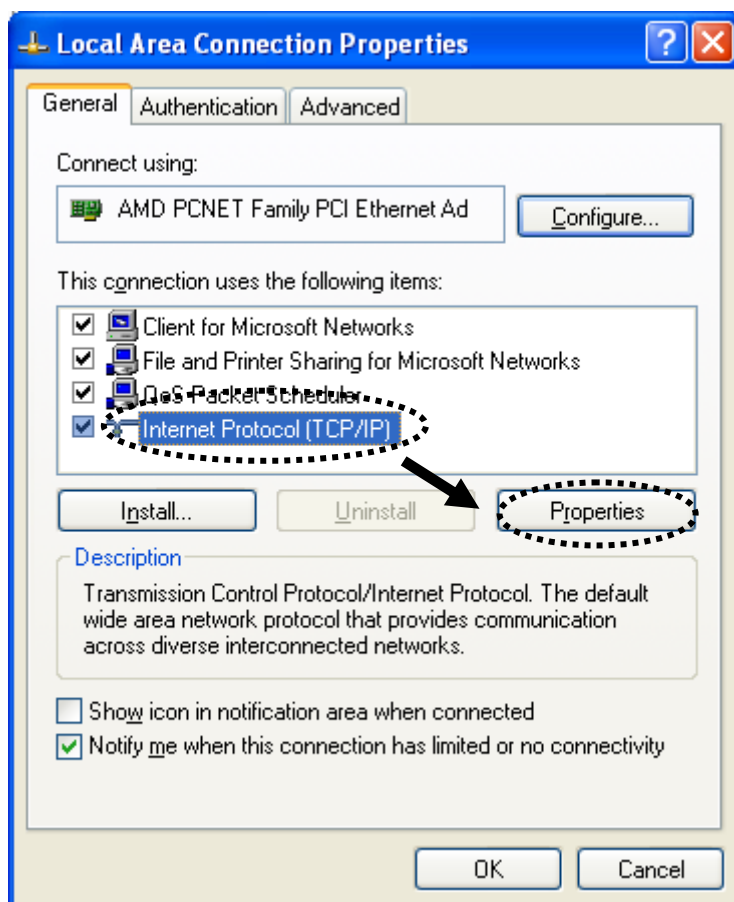 Local Area Connection Properties
General Authentication Advanced
Connect using:
AMD PCNET Family PCI Ethernet Ad
Configure...
This connection uses the following items:
Client for Microsoft Networks
File and Printer Sharing for Microsoft Networks
QoS Packet Scheduler
Internet Protocol (TCP/IP)
Install... Uninstall Properties
Description
Transmission Control Protocol/Internet Protocol. The default
wide area network protocol that provides communication
across diverse interconnected networks.
Show icon in notification area when connected
Notify me when this connection has limited or no connectivity
OK Cancel